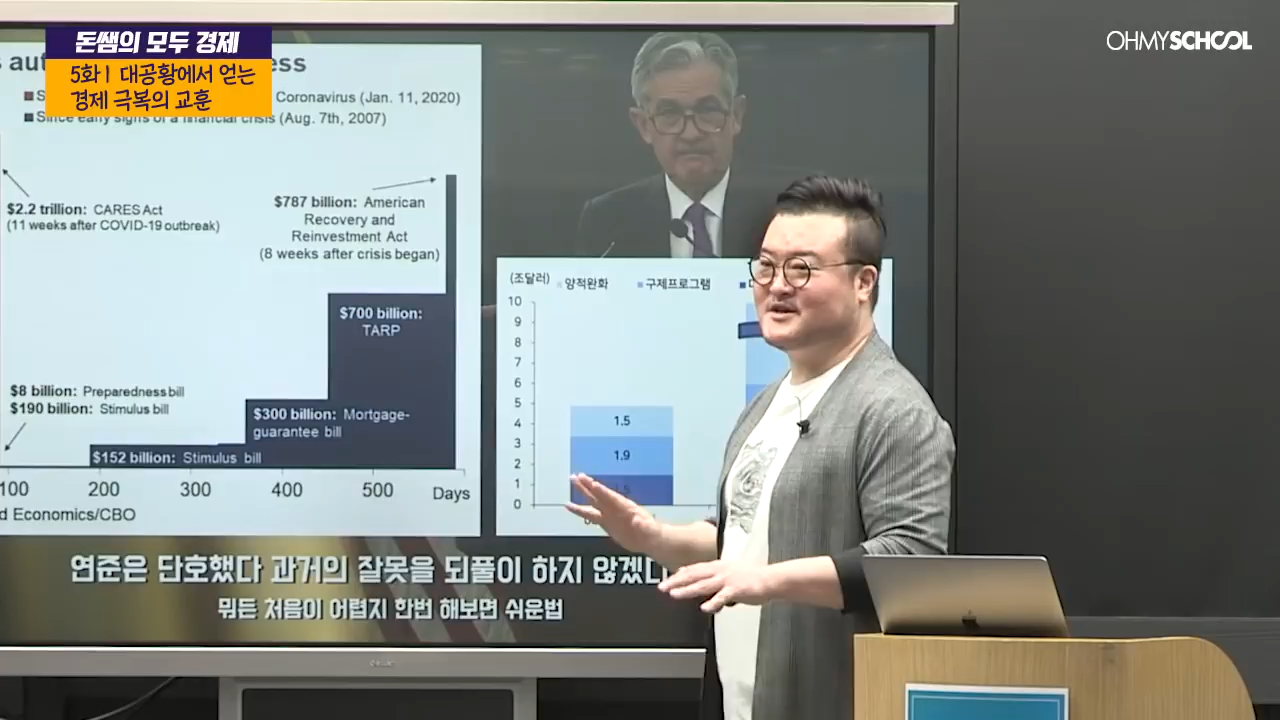 돈쌤의 모두 경제
5화ㅣ 대공황에서 얻는
경제 극복의 교훈
OHMYSCHOOL
ess
Coronavirus (Jan. 11, 2020)
Since early signs of a financial crisis (Aug. 7th, 2007)
$2.2 trillion: CARES Act
(11 weeks after COVID-19 outbreak)
$787 billion: American
Recovery and
Reinvestment Act
(8 weeks after crisis began)
$700 billion:
TARP
$8 billion: Preparedness bill
$190 billion: Stimulus bill
$300 billion: Mortgage-
guarantee bill
$152 billion: Stimulus bill
100 200 300 400 500 Days
d Economics/CBO
(조달러) 양적완화 구제프로그램
10
9
8
7
6
5
4
3
2
1
0
1.5
1.9
연준은 단호했다 과거의 잘못을 되풀이 하지 않겠
뭐든 처음이 어렵지 한번 해보면 쉬운법